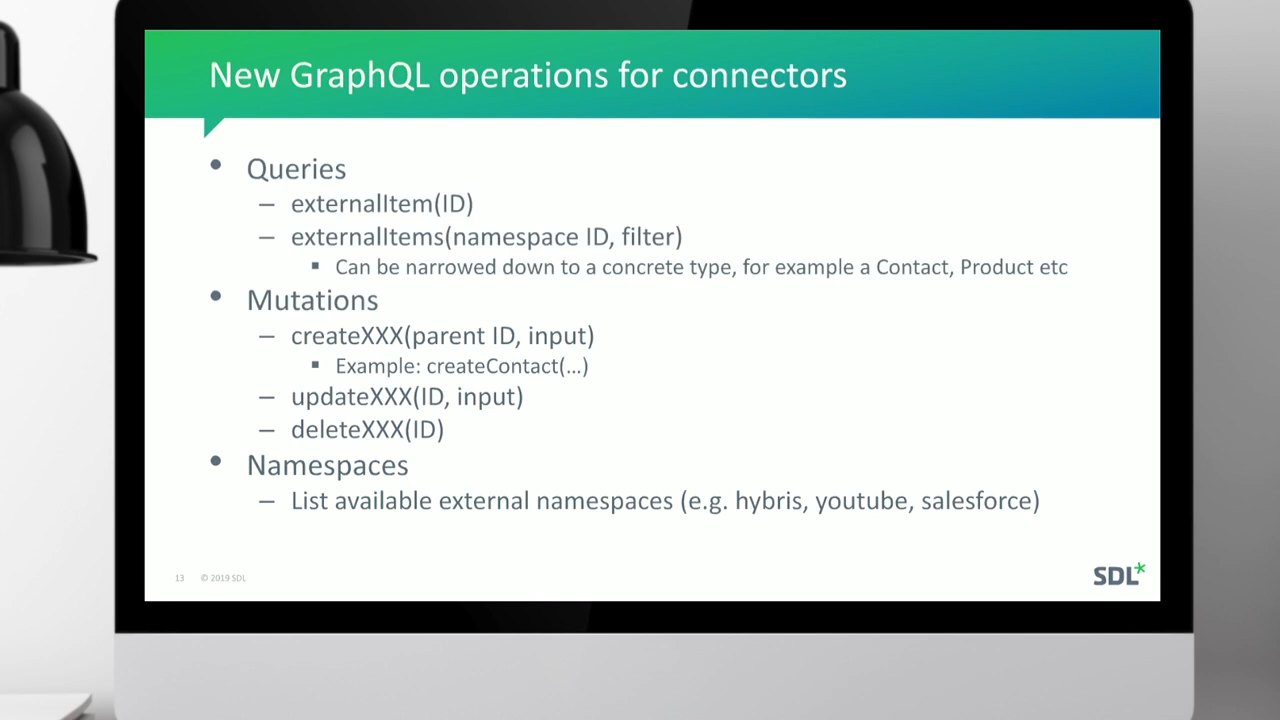 New GraphQL operations for connectors
• Queries
– externalItem(ID)
– externalItems(namespace ID, filter)
▪ Can be narrowed down to a concrete type, for example a Contact, Product etc
• Mutations
– createXXX(parent ID, input)
▪ Example: createContact(…)
– updateXXX(ID, input)
– deleteXXX(ID)
• Namespaces
– List available external namespaces (e.g. hybris, youtube, salesforce)
13 © 2019 SDL
SDL*